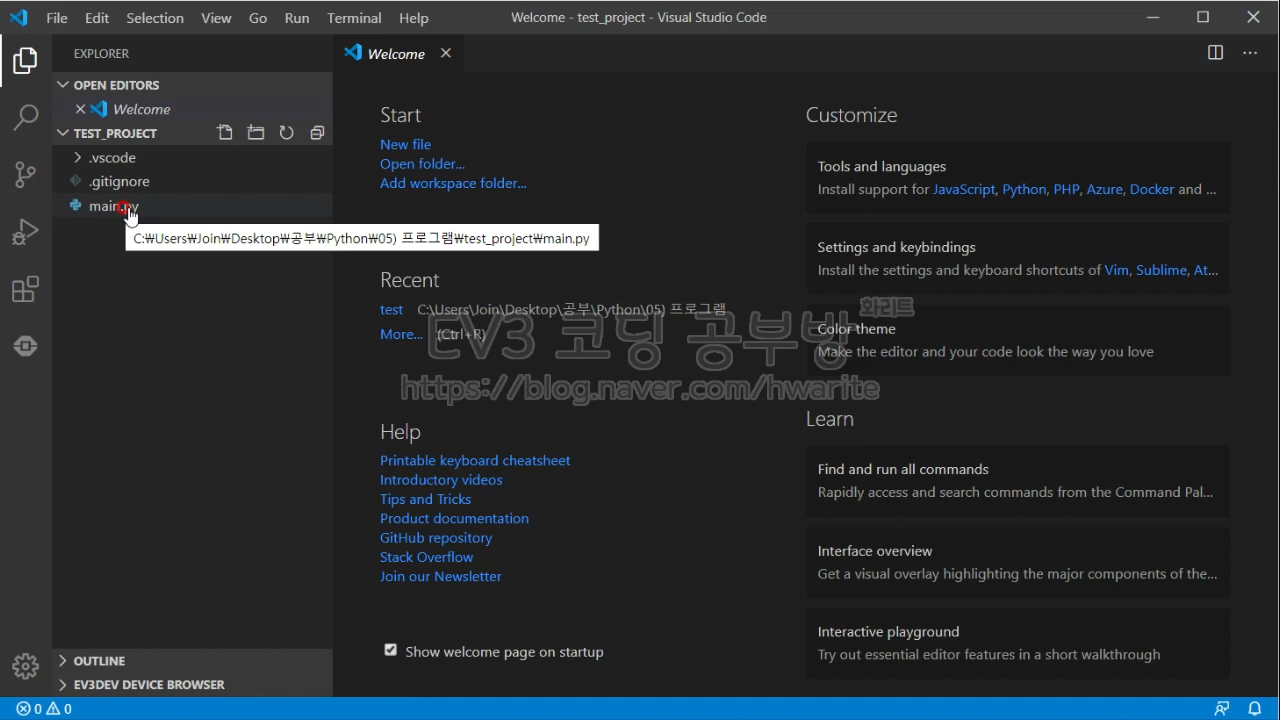 File Edit Selection View Go Run Terminal Help
Welcome - test_project - Visual Studio Code
EXPLORER
OPEN EDITORS
Welcome
TEST_PROJECT
.vscode
.gitignore
main.py
C:₩Users₩Join₩Desktop₩공부₩Python₩05) 프로그램₩test_project₩main.py
OUTLINE
EV3DEV DEVICE BROWSER
Welcome
Start
New file
Open folder...
Add workspace folder...
Recent
test C:\Users\Join\Desktop\공부\Python\05) 프로그램
More... (Ctrl+R)
Help
Printable keyboard cheatsheet
Introductory videos
Tips and Tricks
Product documentation
GitHub repository
Stack Overflow
Join our Newsletter
Show welcome page on startup
Customize
Tools and languages
Install support for JavaScript, Python, PHP, Azure, Docker and ...
Settings and keybindings
Install the settings and keyboard shortcuts of Vim, Sublime, At...
Color theme
Make the editor and your code look the way you love
Learn
Find and run all commands
Rapidly access and search commands from the Command Pal...
Interface overview
Get a visual overlay highlighting the major components of the...
Interactive playground
Try out essential editor features in a short walkthrough
화리트
EV3 코딩 공부방
https://blog.naver.com/hwarite
0 0